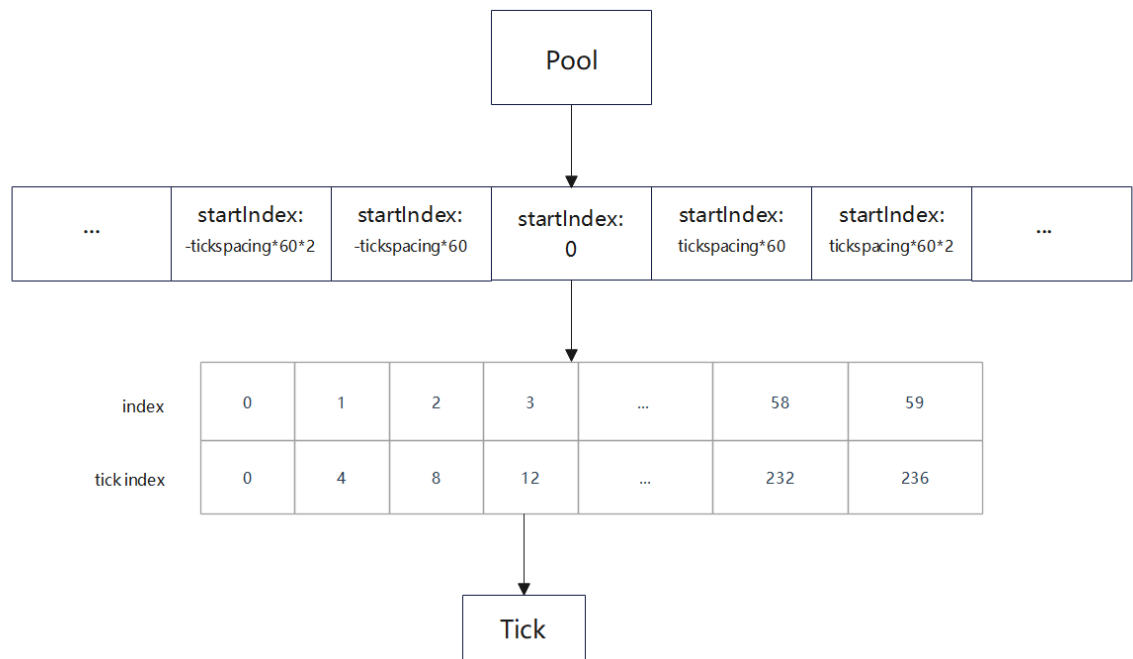 Pool
...
startIndex:
-tickspacing*60*2
startIndex:
-tickspacing*60
startIndex:
0
startIndex:
tickspacing*60
startIndex:
tickspacing*60*2
...
index 0 1 2 3 ... 58 59
tick index 0 4 8 12 ... 232 236
Tick